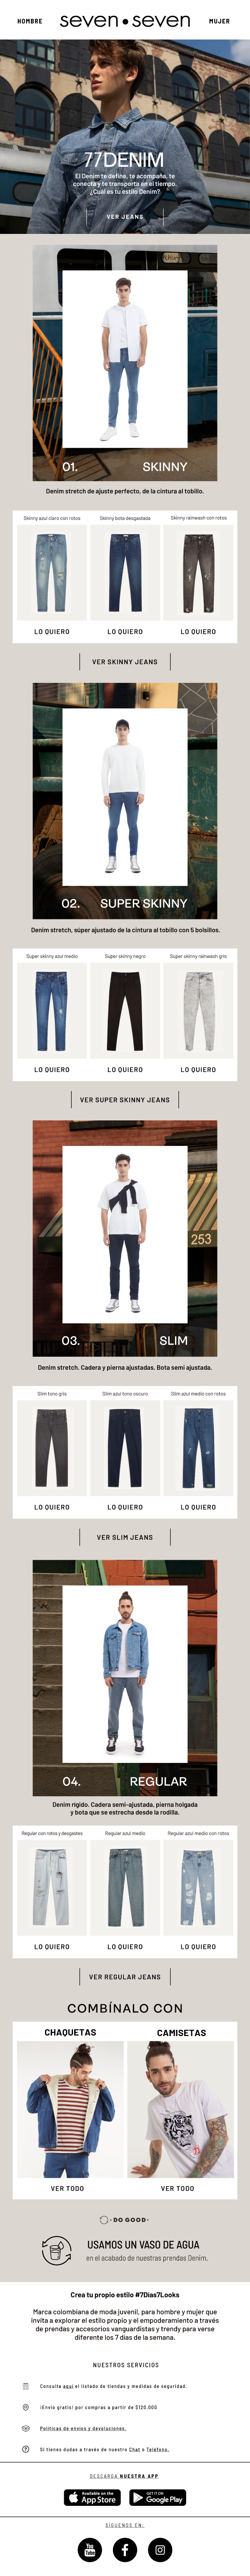 HOMBRE seven•seven MUJER
77DENIM
El Denim te define, te acompaña, te
conecta y te transporta en el tiempo.
¿Cuál es tu estilo Denim?
VER JEANS
01. SKINNY
Denim stretch de ajuste perfecto, de la cintura al tobillo.
Skinny azul claro con rotos Skinny bota desgastada Skinny rainwash con rotos
LO QUIERO LO QUIERO LO QUIERO
VER SKINNY JEANS
02. SUPER SKINNY
Denim stretch, súper ajustado de la cintura al tobillo con 5 bolsillos.
Super skinny azul medio Super skinny negro Super skinny rainwash gris
LO QUIERO LO QUIERO LO QUIERO
VER SUPER SKINNY JEANS
253
03. SLIM
Denim stretch. Cadera y pierna ajustadas. Bota semi ajustada.
Slim tono gris Slim azul tono oscuro Slim azul medio con rotos
LO QUIERO LO QUIERO LO QUIERO
VER SLIM JEANS
04. REGULAR
Denim rígido. Cadera semi-ajustada, pierna holgada
y bota que se estrecha desde la rodilla.
Regular con rotos y desgastes Regular azul medio Regular azul medio con rotos
LO QUIERO LO QUIERO LO QUIERO
VER REGULAR JEANS
COMBÍNALO CON
CHAQUETAS CAMISETAS
VER TODO VER TODO
• DO GOOD •
USAMOS UN VASO DE AGUA
en el acabado de nuestras prendas Denim.
Crea tu propio estilo #7Días7Looks
Marca colombiana de moda juvenil, para hombre y mujer que
invita a explorar el estilo propio y el empoderamiento a través
de prendas y accesorios vanguardistas y trendy para verse
diferente los 7 días de la semana.
NUESTROS SERVICIOS
Consulta aquí el listado de tiendas y medidas de seguridad.
¡Envío gratis! por compras a partir de $120.000
Políticas de envíos y devoluciones.
Si tienes dudas a través de nuestro Chat o Teléfono.
DESCARGA NUESTRA APP
Available on the App Store GET IT ON Google Play
SÍGUENOS EN:
You Tube